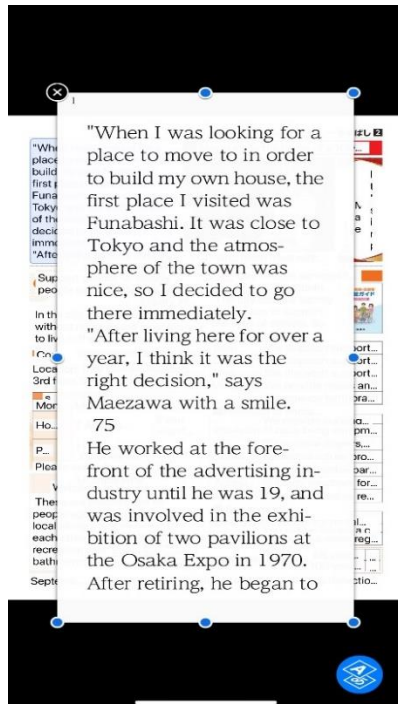 1
"When I was looking for a
place to move to in order
to build my own house, the
first place I visited was
Funabashi. It was close to
Tokyo and the atmos-
phere of the town was
nice, so I decided to go
there immediately.
"After living here for over a
year, I think it was the
right decision," says
Maezawa with a smile.
75
He worked at the fore-
front of the advertising in-
dustry until he was 19, and
was involved in the exhi-
bition of two pavilions at
the Osaka Expo in 1970.
After retiring, he began to